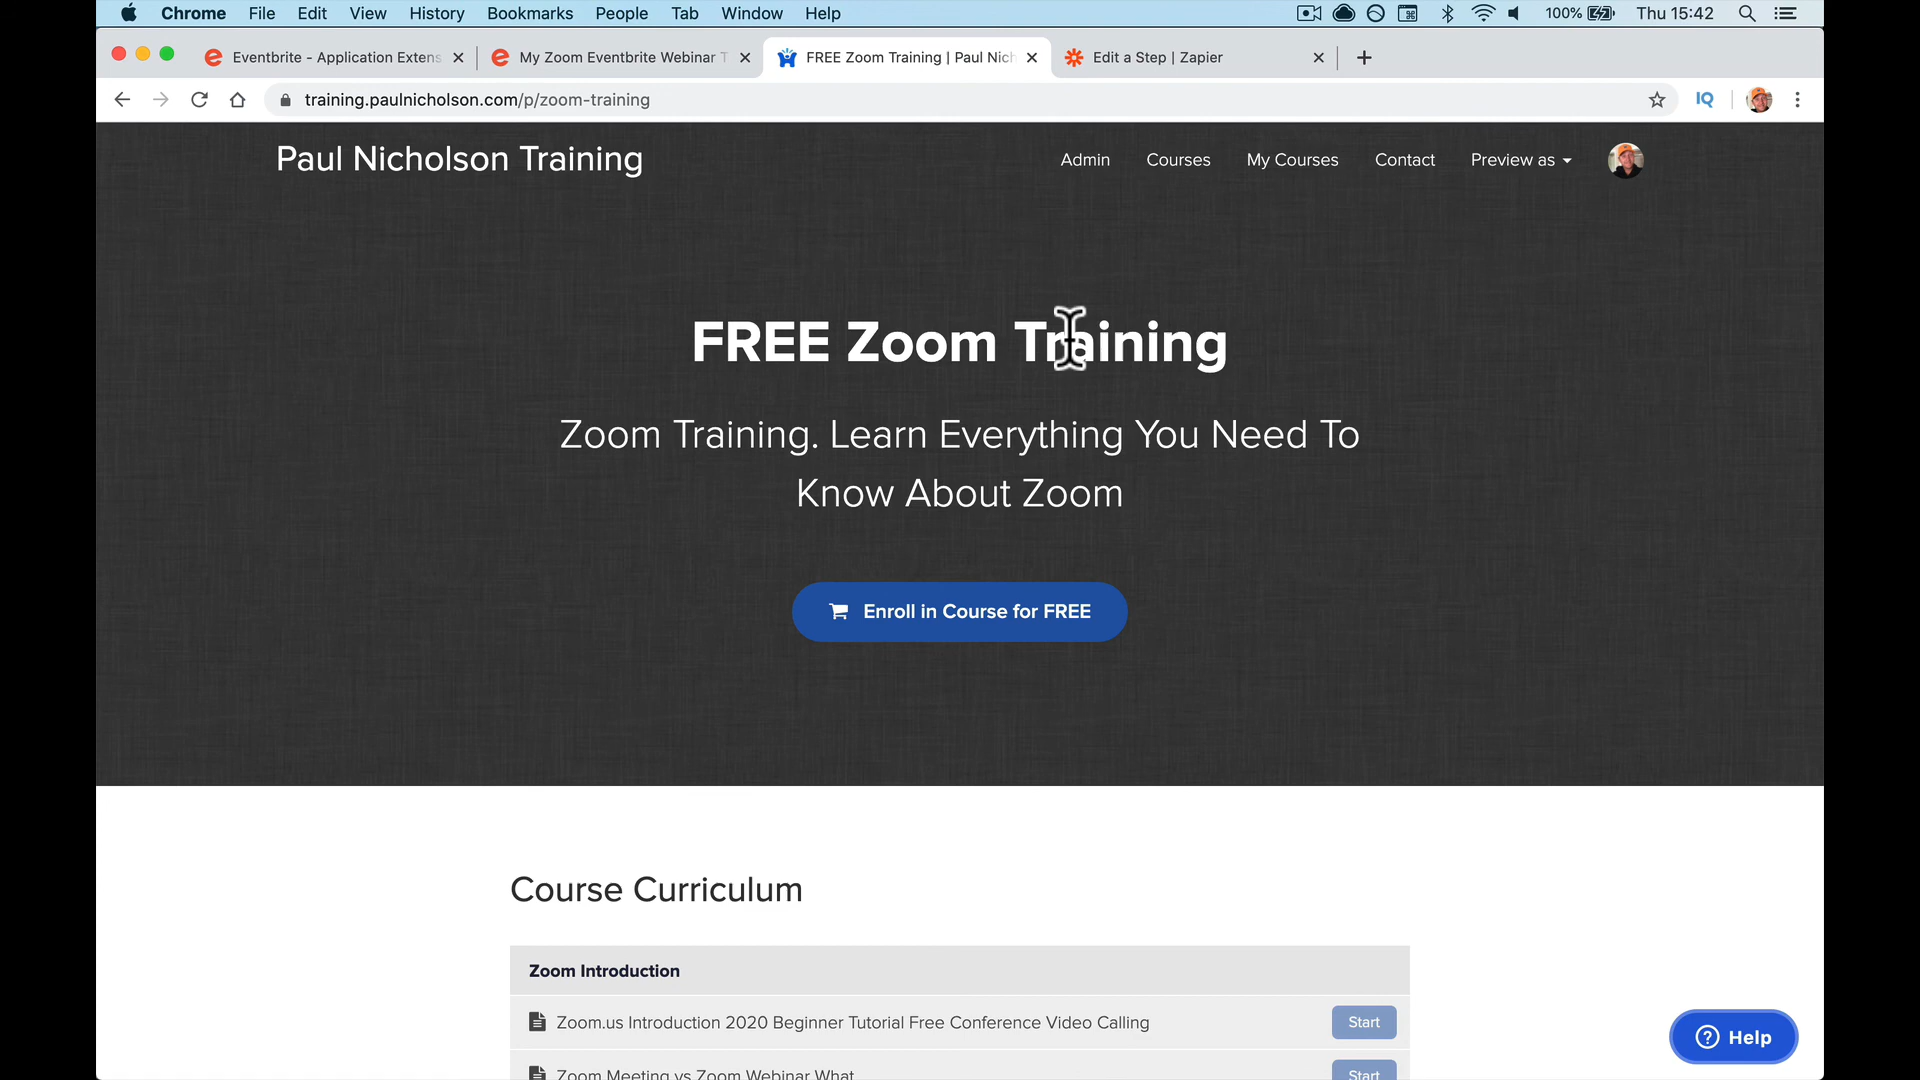 Chrome File Edit View History Bookmarks People Tab Window Help 100% Thu 15:42
Eventbrite - Application Extens My Zoom Eventbrite Webinar T FREE Zoom Training | Paul Nich Edit a Step | Zapier
training.paulnicholson.com/p/zoom-training IQ
Paul Nicholson Training Admin Courses My Courses Contact Preview as
FREE Zoom Training
Zoom Training. Learn Everything You Need To
Know About Zoom
Enroll in Course for FREE
Course Curriculum
Zoom Introduction
Zoom.us Introduction 2020 Beginner Tutorial Free Conference Video Calling Start
Help
Zoom Meeting vs Zoom Webinar What Start